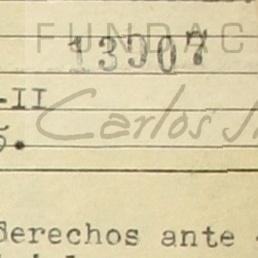 FUNDAC
13907
-II
Carlos
5.
derechos ante